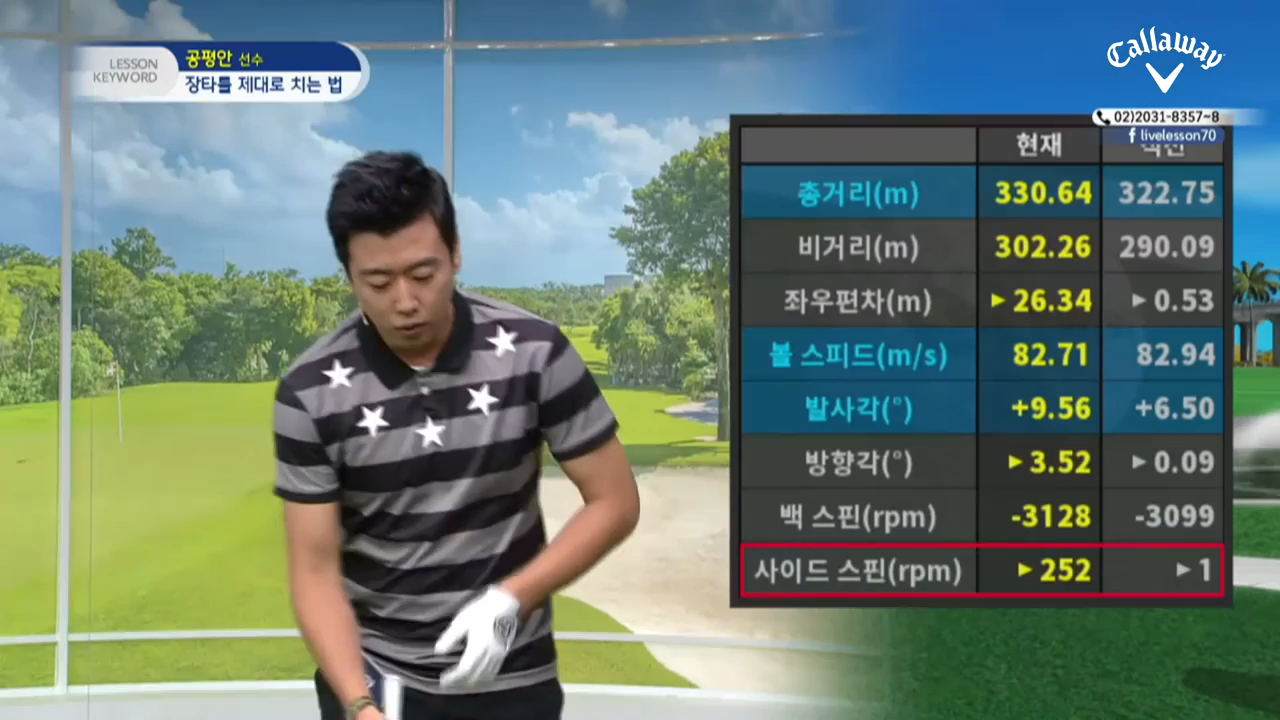 LESSON
KEYWORD
공평안 선수
장타를 제대로 치는 법
Callaway
02)2031-8357~8
livelesson70
현재
총거리(m) 330.64 322.75
비거리(m) 302.26 290.09
좌우편차(m) ▶ 26.34 ▶ 0.53
볼 스피드(m/s) 82.71 82.94
발사각(°) +9.56 +6.50
방향각(°) ▶ 3.52 ▶ 0.09
백 스핀(rpm) -3128 -3099
사이드 스핀(rpm) ▶ 252 ▶ 1